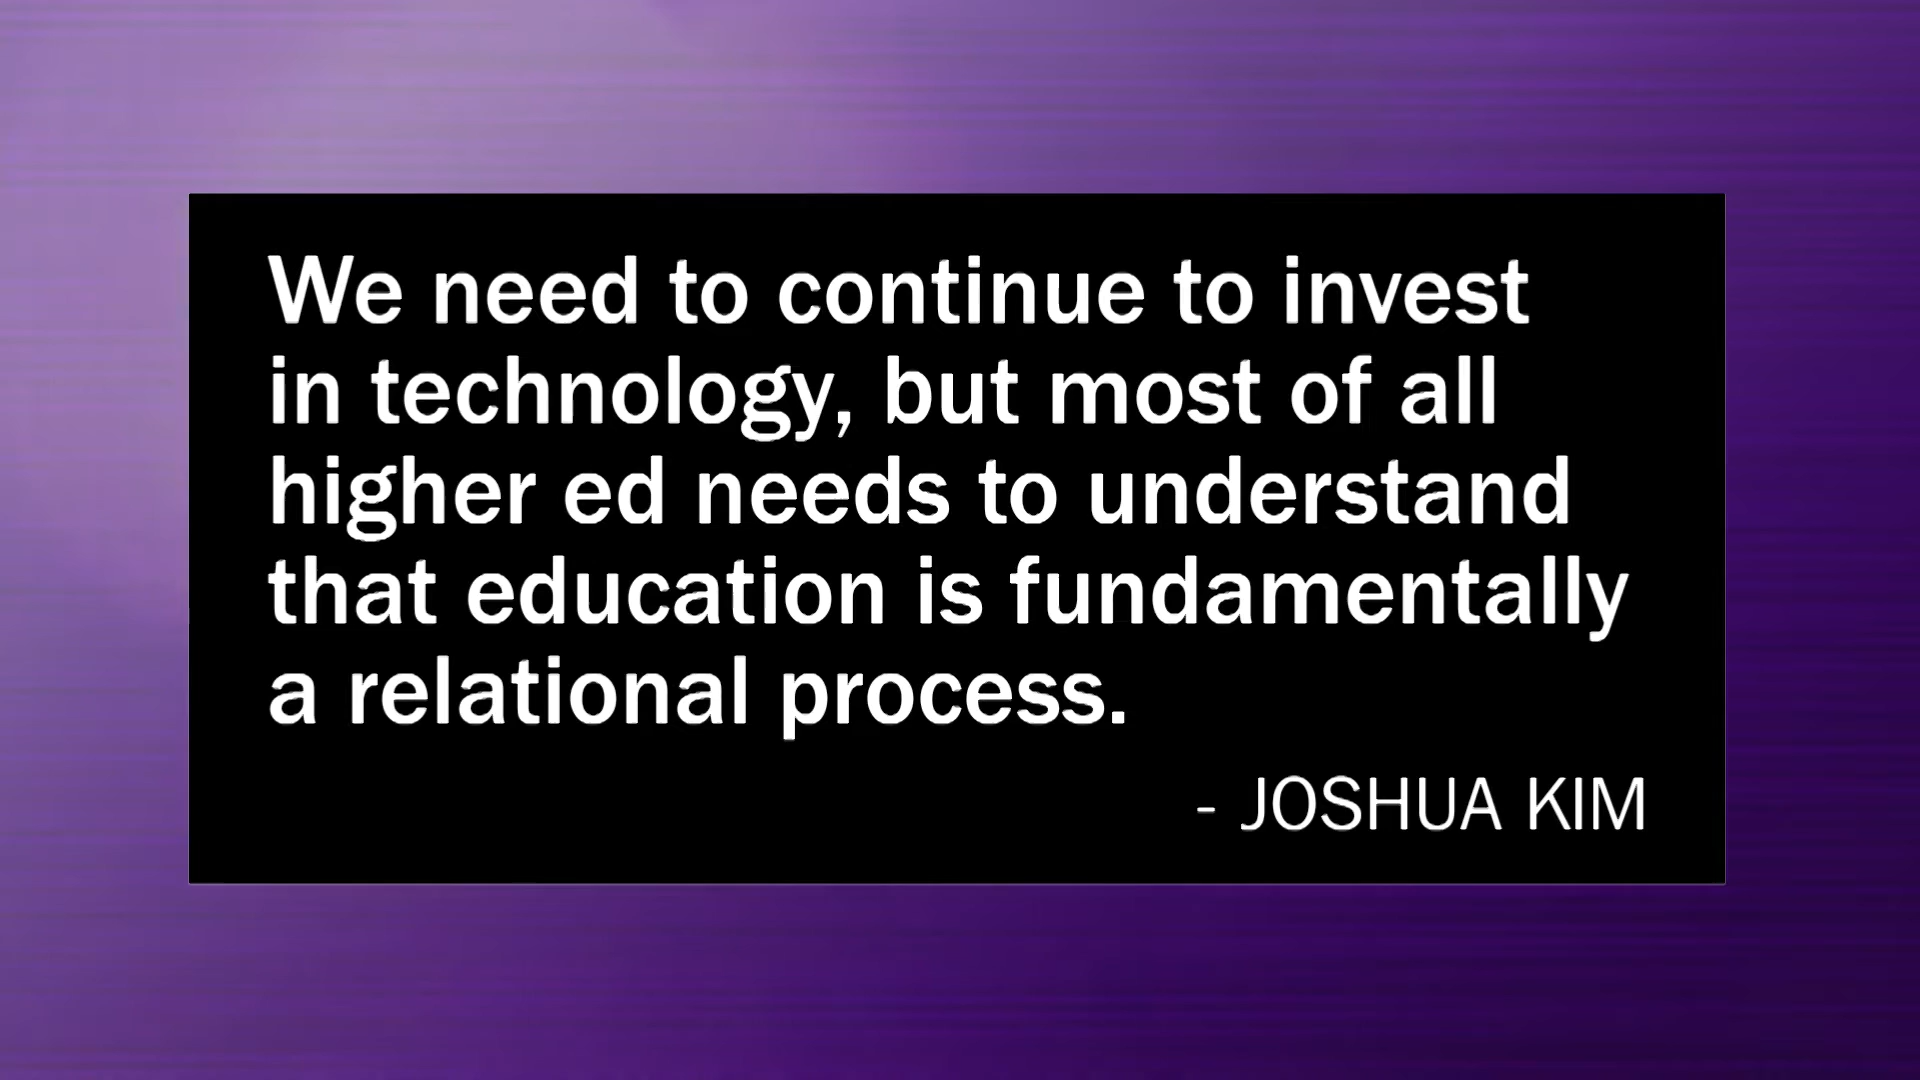 We need to continue to invest
in technology, but most of all
higher ed needs to understand
that education is fundamentally
a relational process.
- JOSHUA KIM